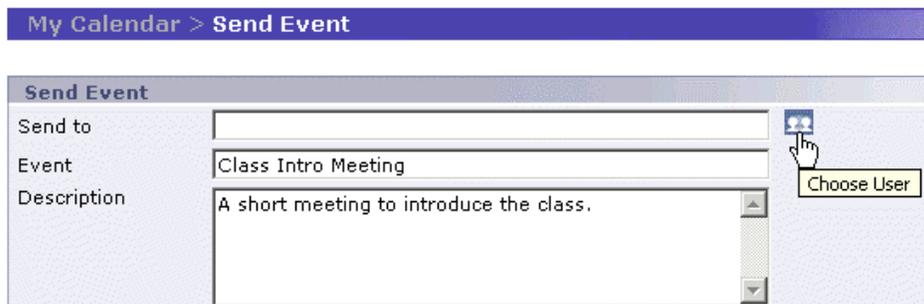 My Calendar > Send Event
Send Event
Send to
Event Class Intro Meeting
Choose User
Description A short meeting to introduce the class.